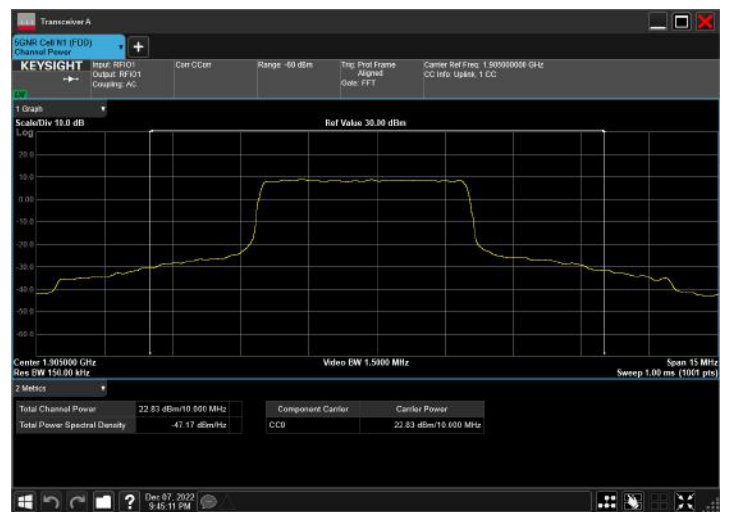 Transceiver A
5GNR Cell N1 (FDD)
Channel Power
KEYSIGHT
Input: RFIO1
Output: RFIO1
Coupling: AC
Corr CCorr
Range -60 dBm
Trig: Prot Frame
Aligned
Gate: FFT
Carrier Ref Freq: 1.905000000 GHz
CC Info: Uplink, 1 CC
1 Graph
Scale/Div 10.0 dB
Ref Value 30.00 dBm
Log
20.0
10.0
0.00
-10.0
-20.0
-30.0
-40.0
-50.0
-60.0
Center 1.905000 GHz
Video BW 1.5000 MHz
Span 15 MHz
Res BW 150.00 kHz
Sweep 1.00 ms (1001 pts)
2 Metrics
Total Channel Power 22.83 dBm/10.000 MHz
Total Power Spectral Density -47.17 dBm/Hz
Component Carrier Carrier Power
CC0 22.83 dBm/10.000 MHz
Dec 07, 2022
9:45:11 PM